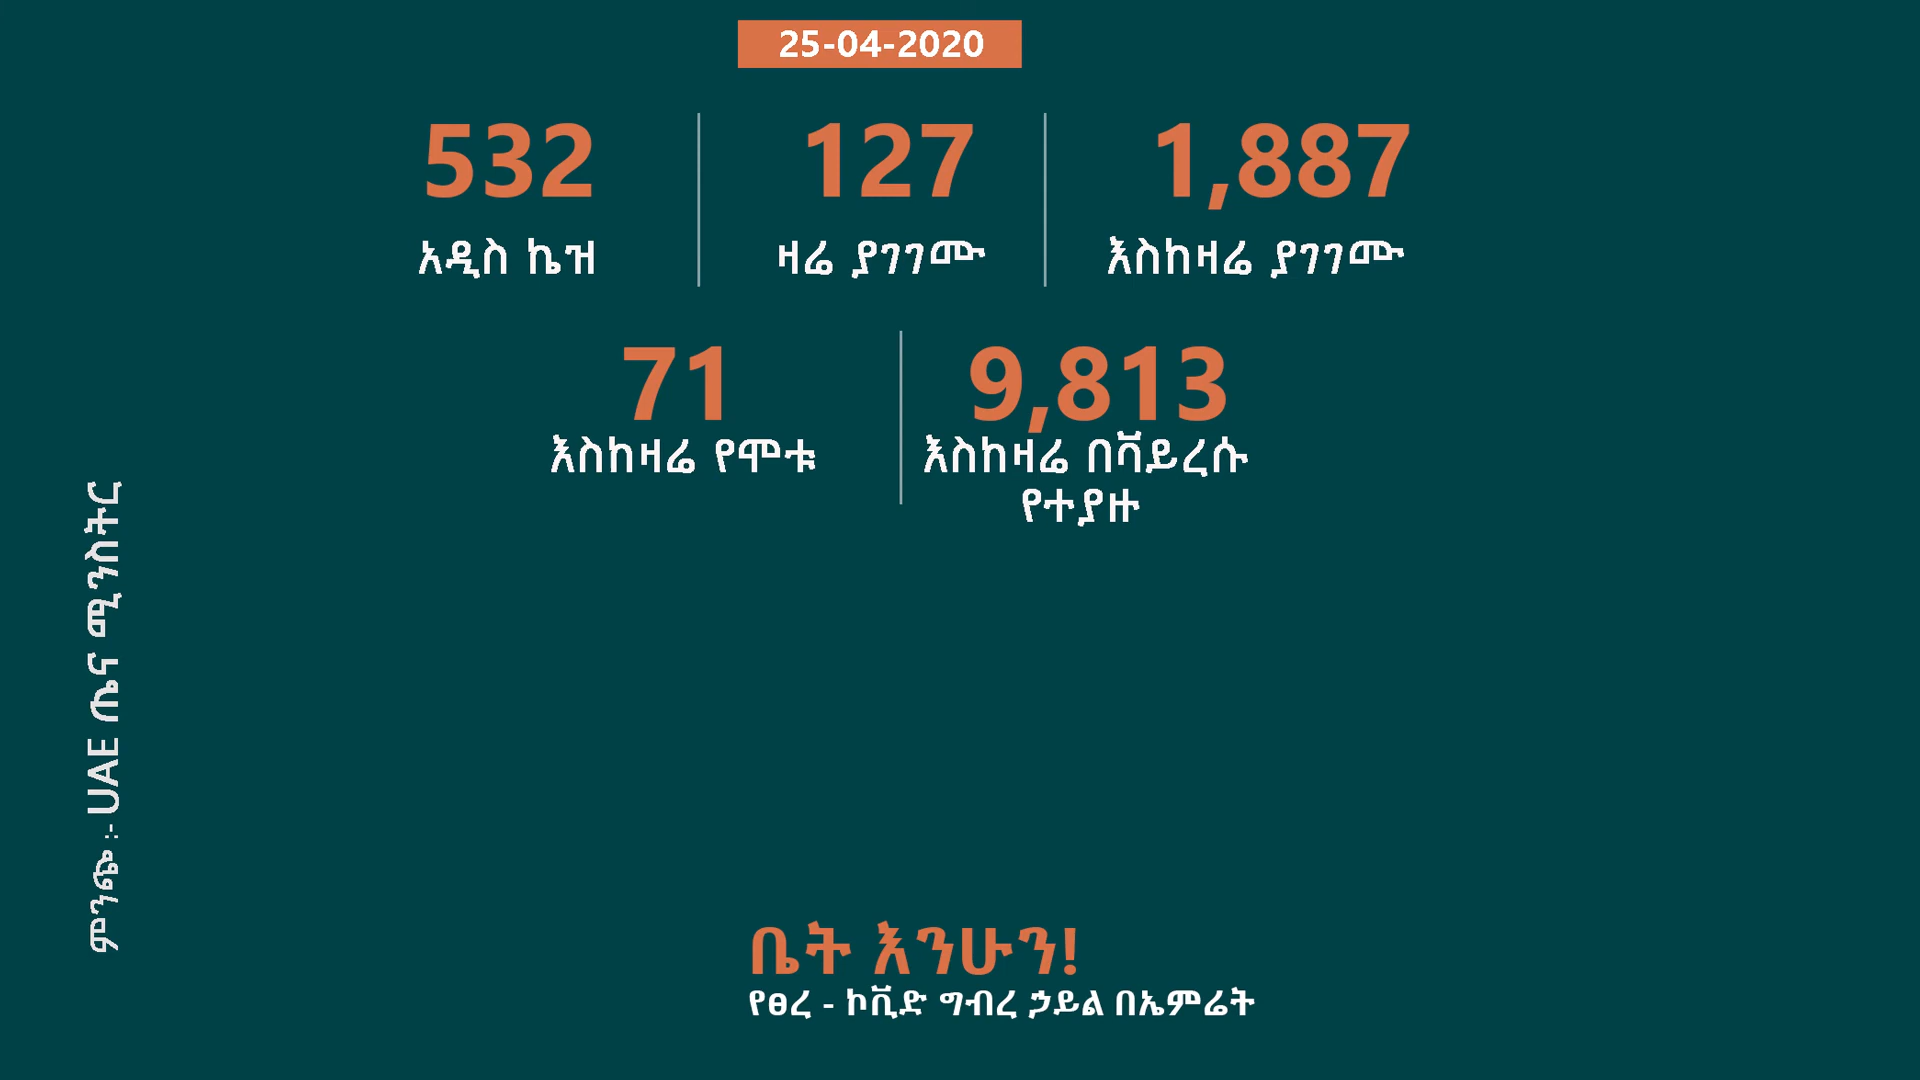 25-04-2020
532
አዲስ ኬዝ
127
ዛሬ ያገገሙ
1,887
እስከዛሬ ያገገሙ
71
እስከዛሬ የሞቱ
9,813
እስከዛሬ በቫይረሱ
የተያዙ
ምንጭ :- UAE ጤና ሚንስትር
ቤት እንሁን!
የፀረ - ኮቪድ ግብረ ኃይል በኤምሬት